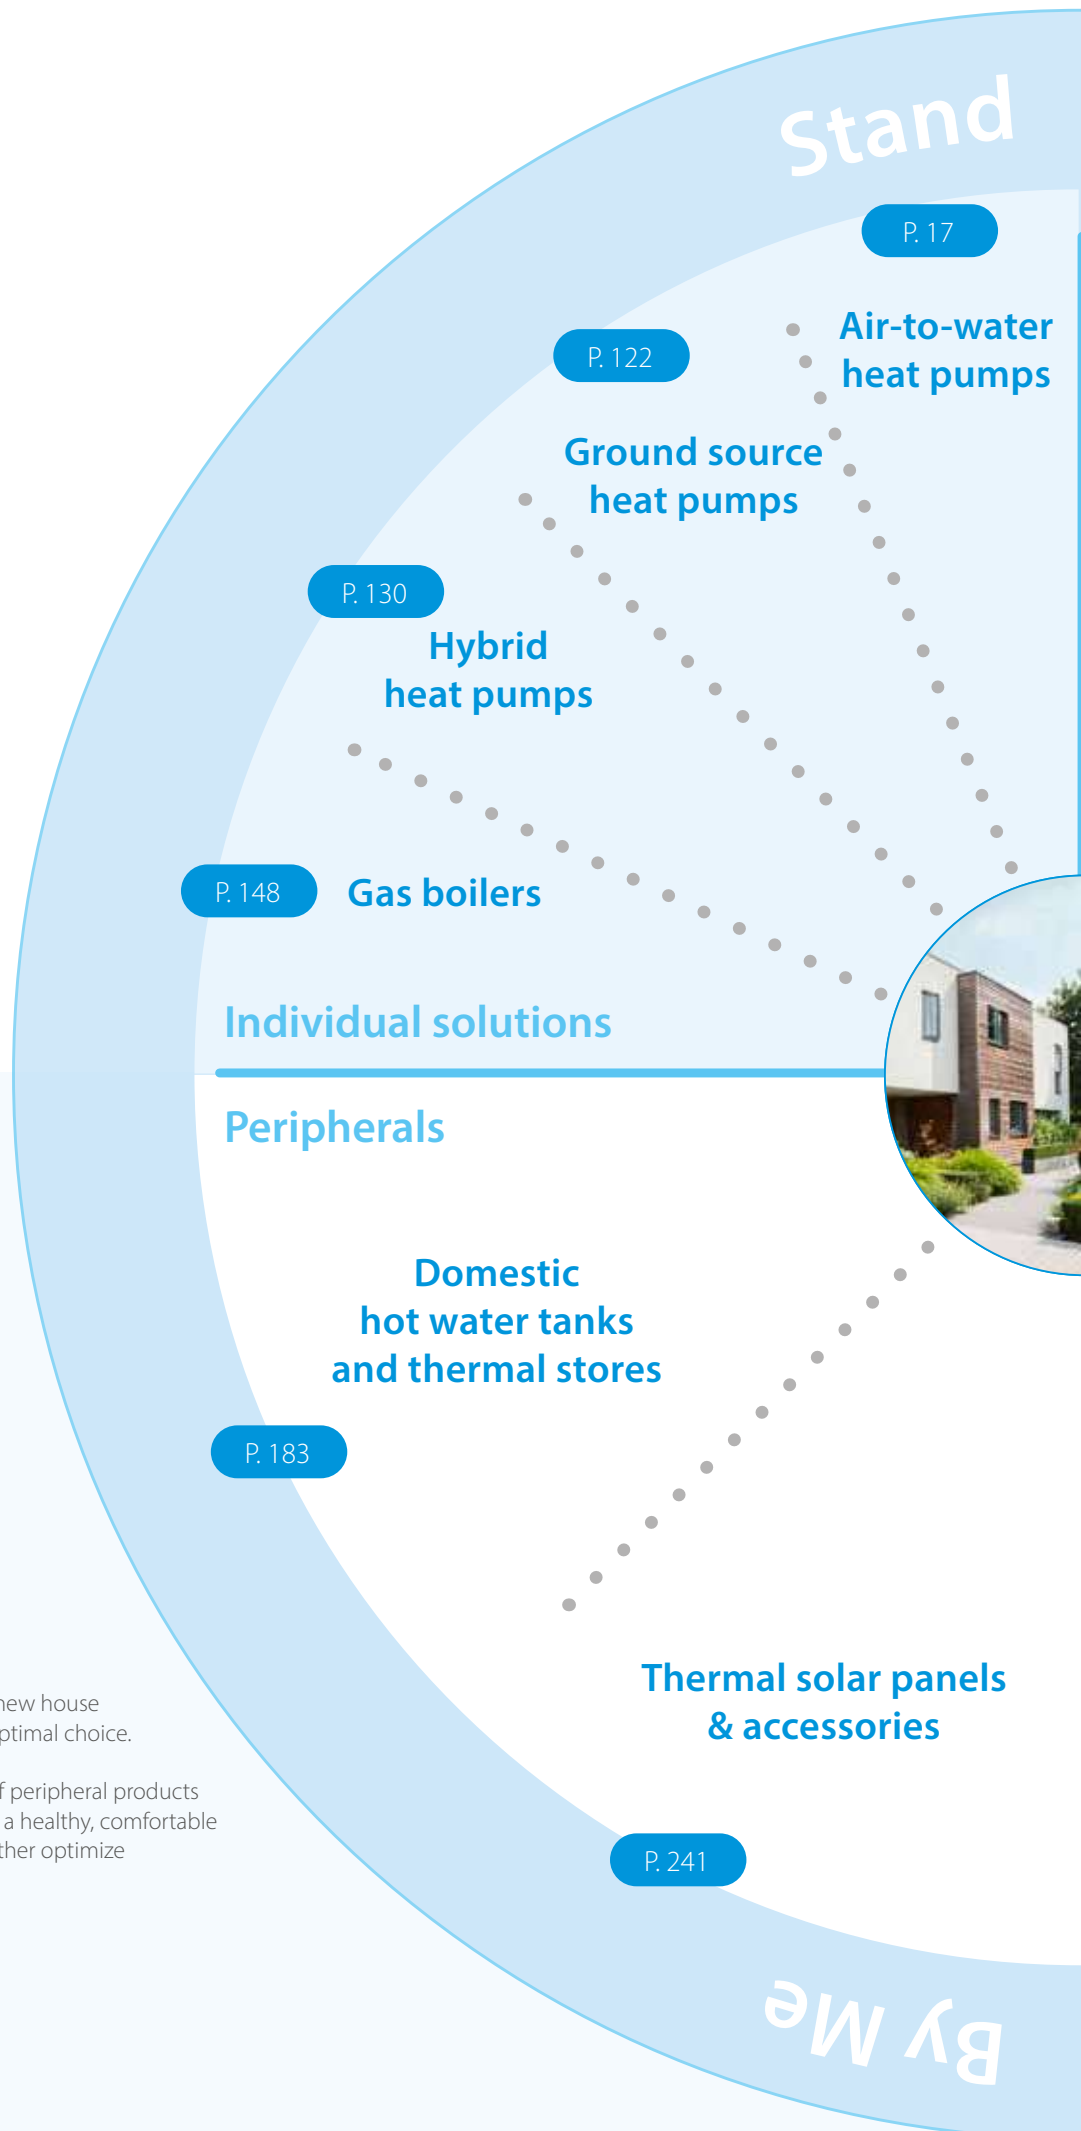 Stand
P. 17
Air-to-water
heat pumps
P. 122
Ground source
heat pumps
P. 130
Hybrid
heat pumps
P. 148
Gas boilers
Individual solutions
Peripherals
Domestic
hot water tanks
and thermal stores
P. 183
Thermal solar panels
& accessories
P. 241
new house
ptimal choice.
f peripheral products
a healthy, comfortable
ther optimize
By Me